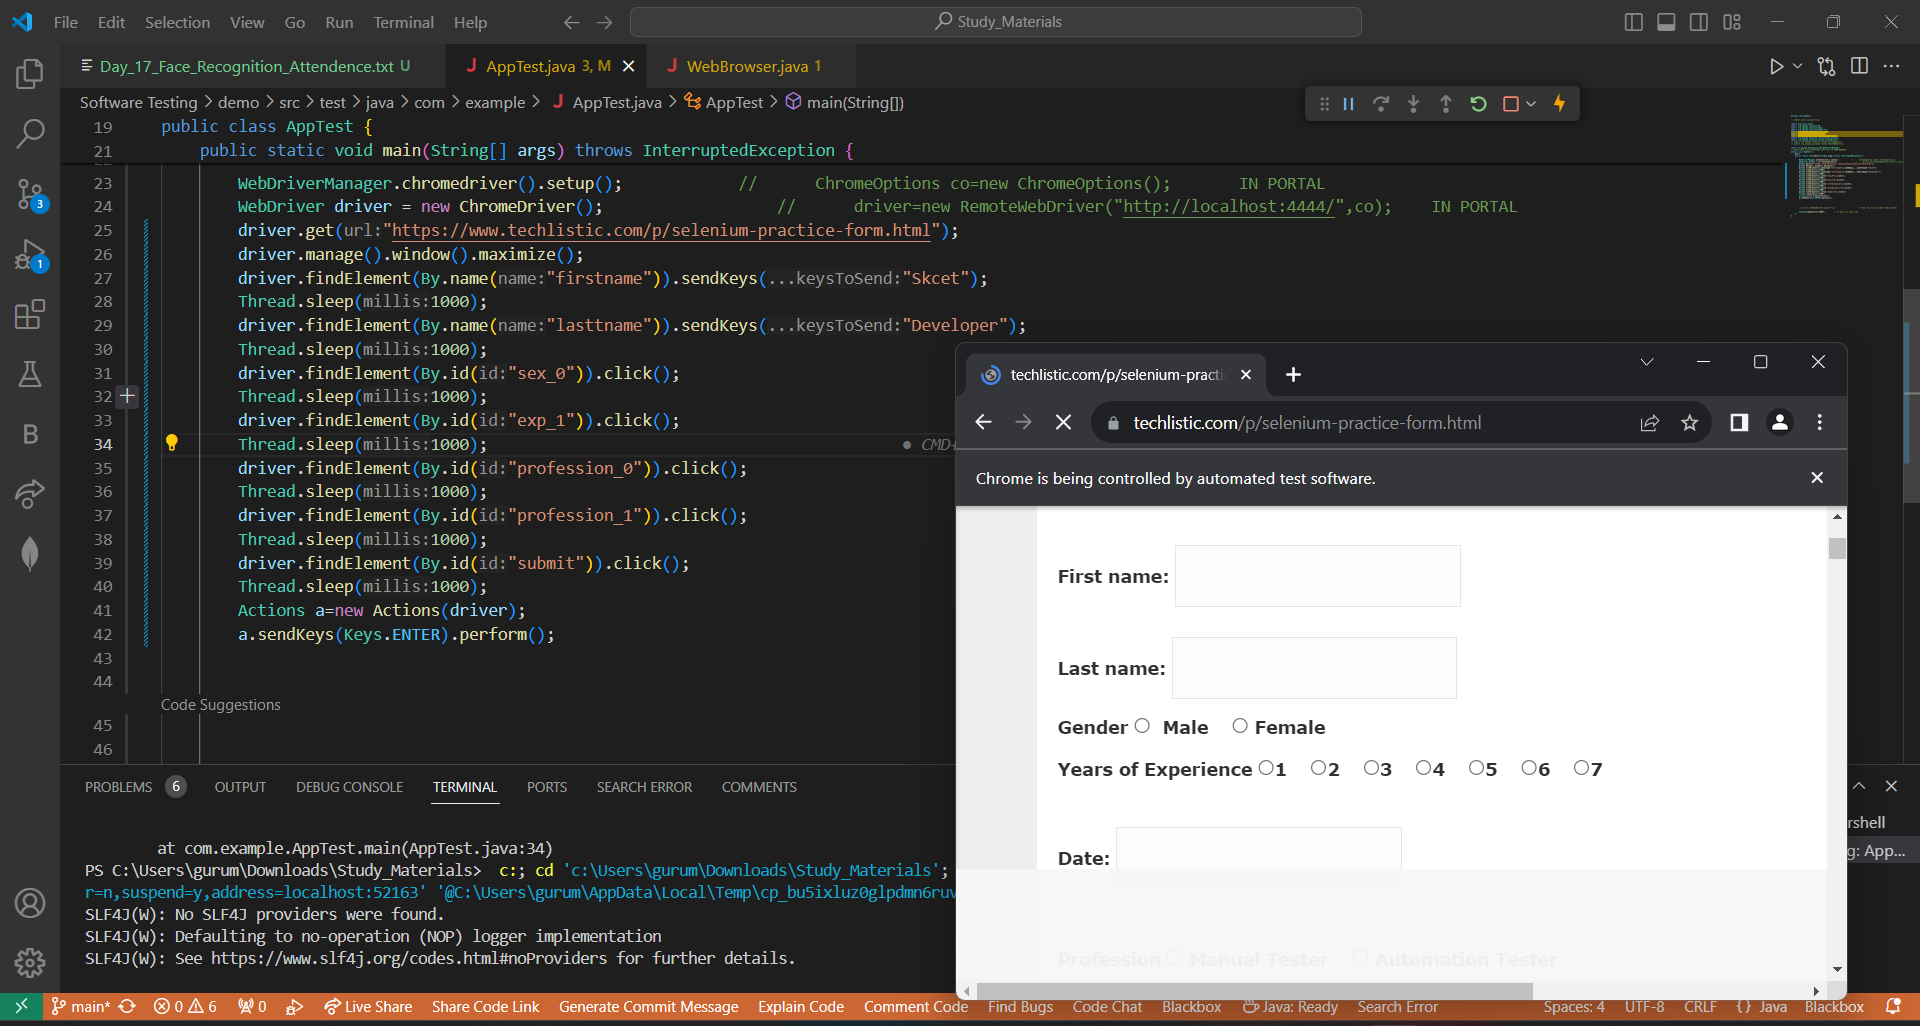 File Edit Selection View Go Run Terminal Help
Study_Materials
Day_17_Face_Recognition_Attendence.txt U
J AppTest.java 3, M
J WebBrowser.java 1
Software Testing > demo > src > test > java > com > example > J AppTest.java > AppTest > main(String[])
19 public class AppTest {
21 public static void main(String[] args) throws InterruptedException {
23 WebDriverManager.chromedriver().setup(); // ChromeOptions co=new ChromeOptions(); IN PORTAL
24 WebDriver driver = new ChromeDriver(); // driver=new RemoteWebDriver("http://localhost:4444/",co); IN PORTAL
25 driver.get(url:"https://www.techlistic.com/p/selenium-practice-form.html");
26 driver.manage().window().maximize();
27 driver.findElement(By.name(name:"firstname")).sendKeys(...keysToSend:"Skcet");
28 Thread.sleep(millis:1000);
29 driver.findElement(By.name(name:"lasttname")).sendKeys(...keysToSend:"Developer");
30 Thread.sleep(millis:1000);
31 driver.findElement(By.id(id:"sex_0")).click();
32 Thread.sleep(millis:1000);
33 driver.findElement(By.id(id:"exp_1")).click();
34 Thread.sleep(millis:1000); CMD+
35 driver.findElement(By.id(id:"profession_0")).click();
36 Thread.sleep(millis:1000);
37 driver.findElement(By.id(id:"profession_1")).click();
38 Thread.sleep(millis:1000);
39 driver.findElement(By.id(id:"submit")).click();
40 Thread.sleep(millis:1000);
41 Actions a=new Actions(driver);
42 a.sendKeys(Keys.ENTER).perform();
43
44
Code Suggestions
45
46
PROBLEMS 6 OUTPUT DEBUG CONSOLE TERMINAL PORTS SEARCH ERROR COMMENTS
at com.example.AppTest.main(AppTest.java:34)
PS C:\Users\gurum\Downloads\Study_Materials> c:; cd 'c:\Users\gurum\Downloads\Study_Materials';
r=n,suspend=y,address=localhost:52163' '@C:\Users\gurum\AppData\Local\Temp\cp_bu5ixluz0glpdmn6ruv
SLF4J(W): No SLF4J providers were found.
SLF4J(W): Defaulting to no-operation (NOP) logger implementation
SLF4J(W): See https://www.slf4j.org/codes.html#noProviders for further details.
rshell
g: App...
techlistic.com/p/selenium-practi
techlistic.com/p/selenium-practice-form.html
Chrome is being controlled by automated test software.
First name:
Last name:
Gender Male Female
Years of Experience 1 2 3 4 5 6 7
Date:
Profession Manual Tester Automation Tester
main* 0 6 0 Live Share Share Code Link Generate Commit Message Explain Code Comment Code Find Bugs Code Chat Blackbox Java: Ready Search Error Spaces: 4 UTF-8 CRLF {} Java Blackbox
3
1
B